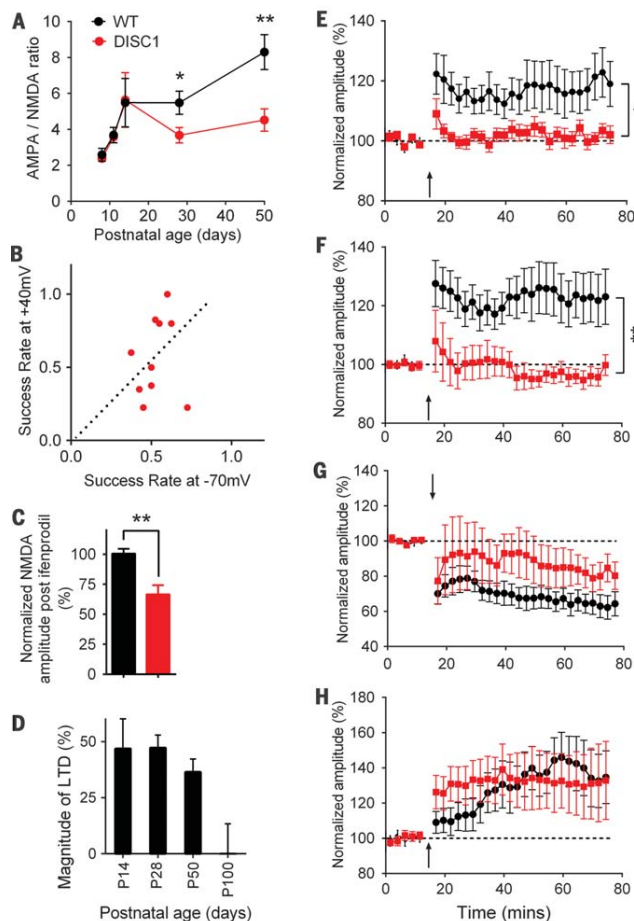 A
WT
DISC1
**
*
AMPA / NMDA ratio
10
8
6
4
2
0
0 10 20 30 40 50
Postnatal age (days)
B
Success Rate at +40mV
1.0
0.5
0.0
0.0 0.5 1.0
Success Rate at -70mV
C
**
Normalized NMDA
amplitude post ifenprodil
(%)
100
75
50
25
0
D
Magnitude of LTD (%)
50
25
0
P14
P28
P50
P100
Postnatal age (days)
E
Normalized amplitude (%)
140
120
100
80
0 20 40 60 80
F
Normalized amplitude (%)
140
120
100
80
0 20 40 60 80
**
G
Normalized amplitude (%)
140
120
100
80
60
40
0 20 40 60 80
H
Normalized amplitude (%)
180
160
140
120
100
80
0 20 40 60 80
Time (mins)